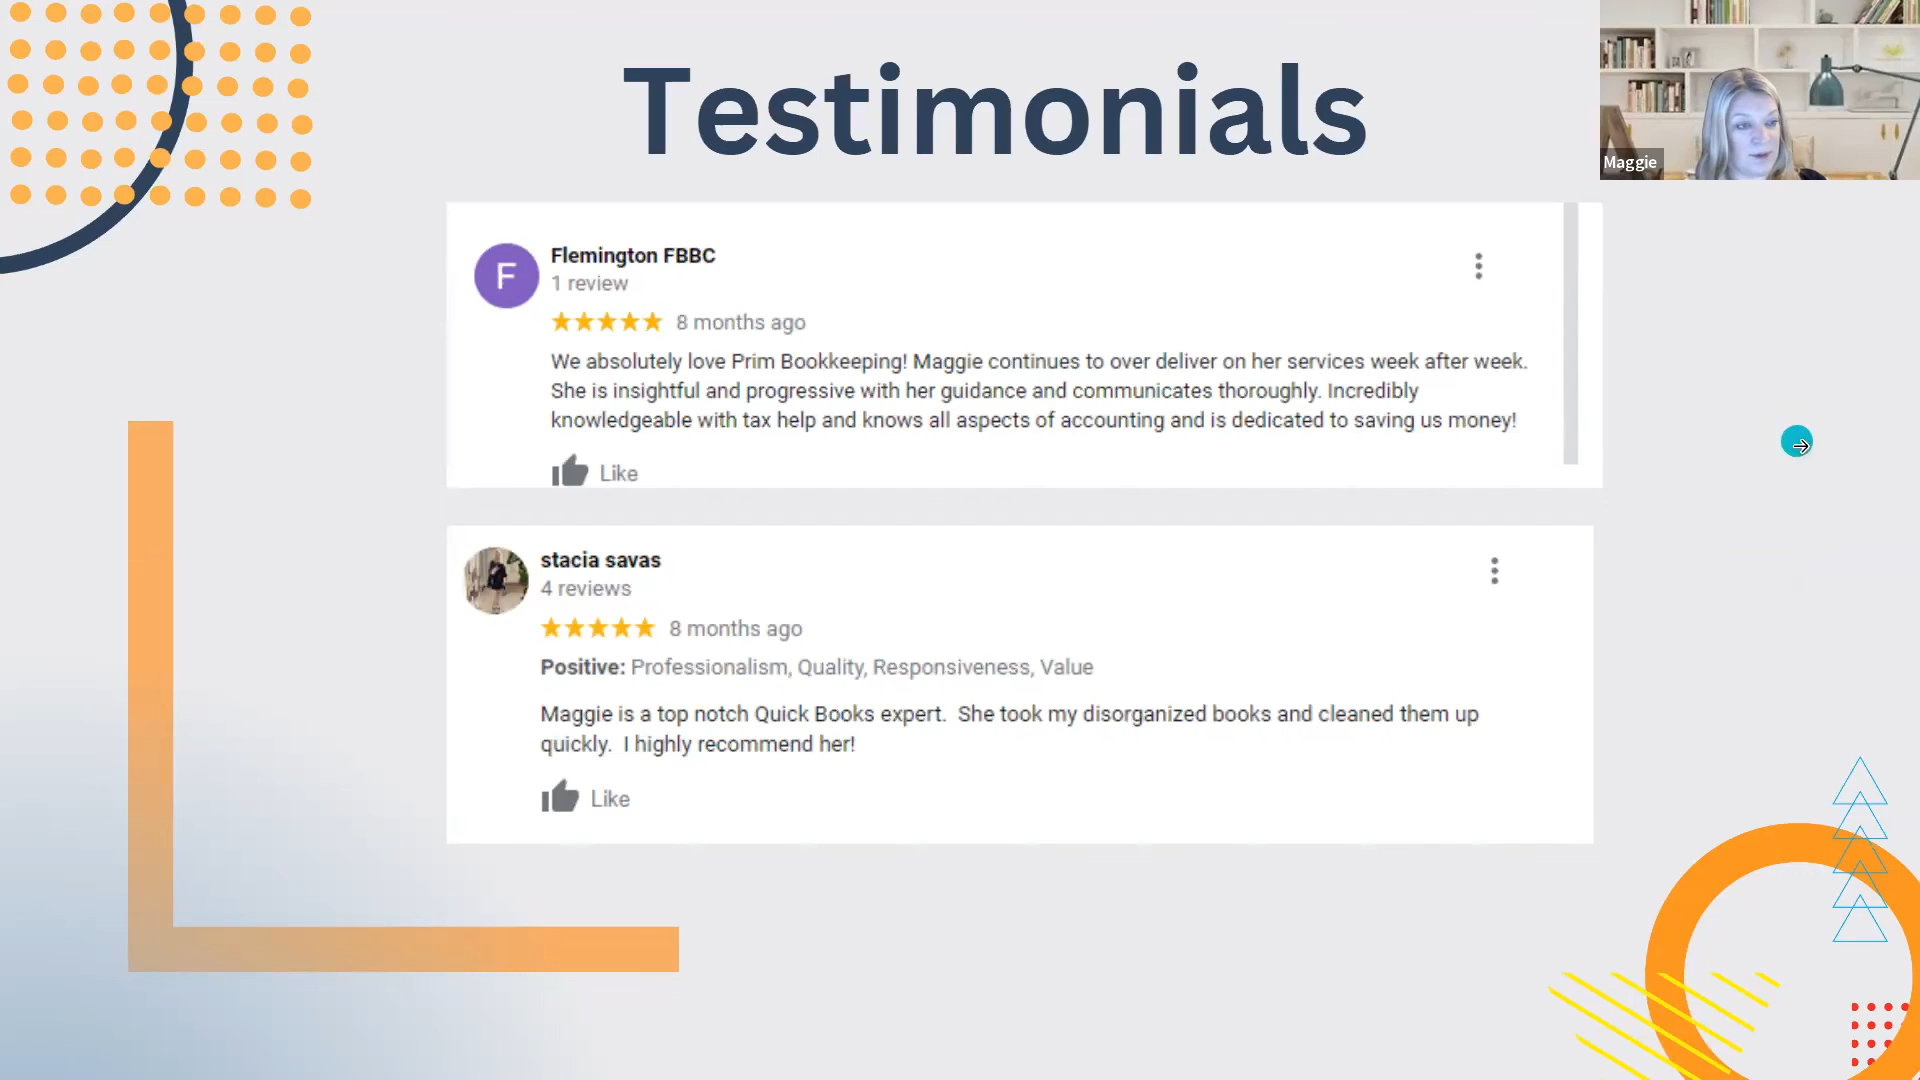 Testimonials
Maggie
F
Flemington FBBC
1 review
8 months ago
We absolutely love Prim Bookkeeping! Maggie continues to over deliver on her services week after week.
She is insightful and progressive with her guidance and communicates thoroughly. Incredibly
knowledgeable with tax help and knows all aspects of accounting and is dedicated to saving us money!
Like
stacia savas
4 reviews
8 months ago
Positive: Professionalism, Quality, Responsiveness, Value
Maggie is a top notch Quick Books expert.  She took my disorganized books and cleaned them up
quickly.  I highly recommend her!
Like